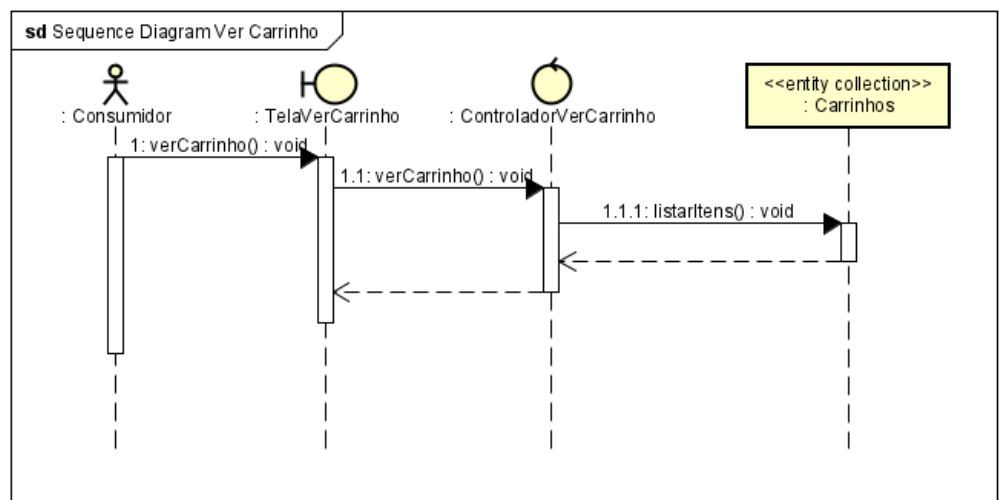 sd Sequence Diagram Ver Carrinho
: Consumidor
: TelaVerCarrinho
: ControladorVerCarrinho
<<entity collection>>
: Carrinhos
1: verCarrinho() : void
1.1: verCarrinho() : void
1.1.1: listarItens() : void